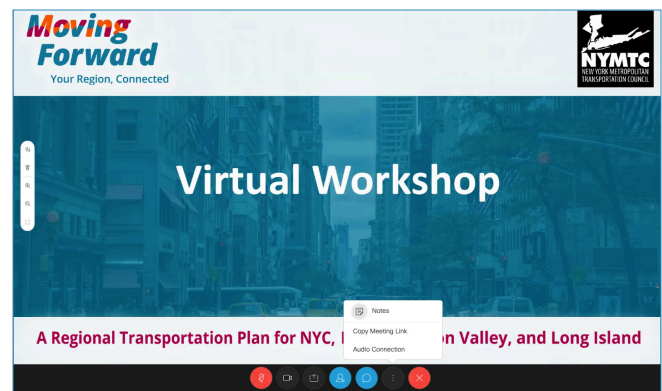 Moving
Forward
Your Region, Connected
NYMTC
NEW YORK METROPOLITAN
TRANSPORTATION COUNCIL
Virtual Workshop
Notes
Copy Meeting Link
Audio Connection
A Regional Transportation Plan for NYC, on Valley, and Long Island